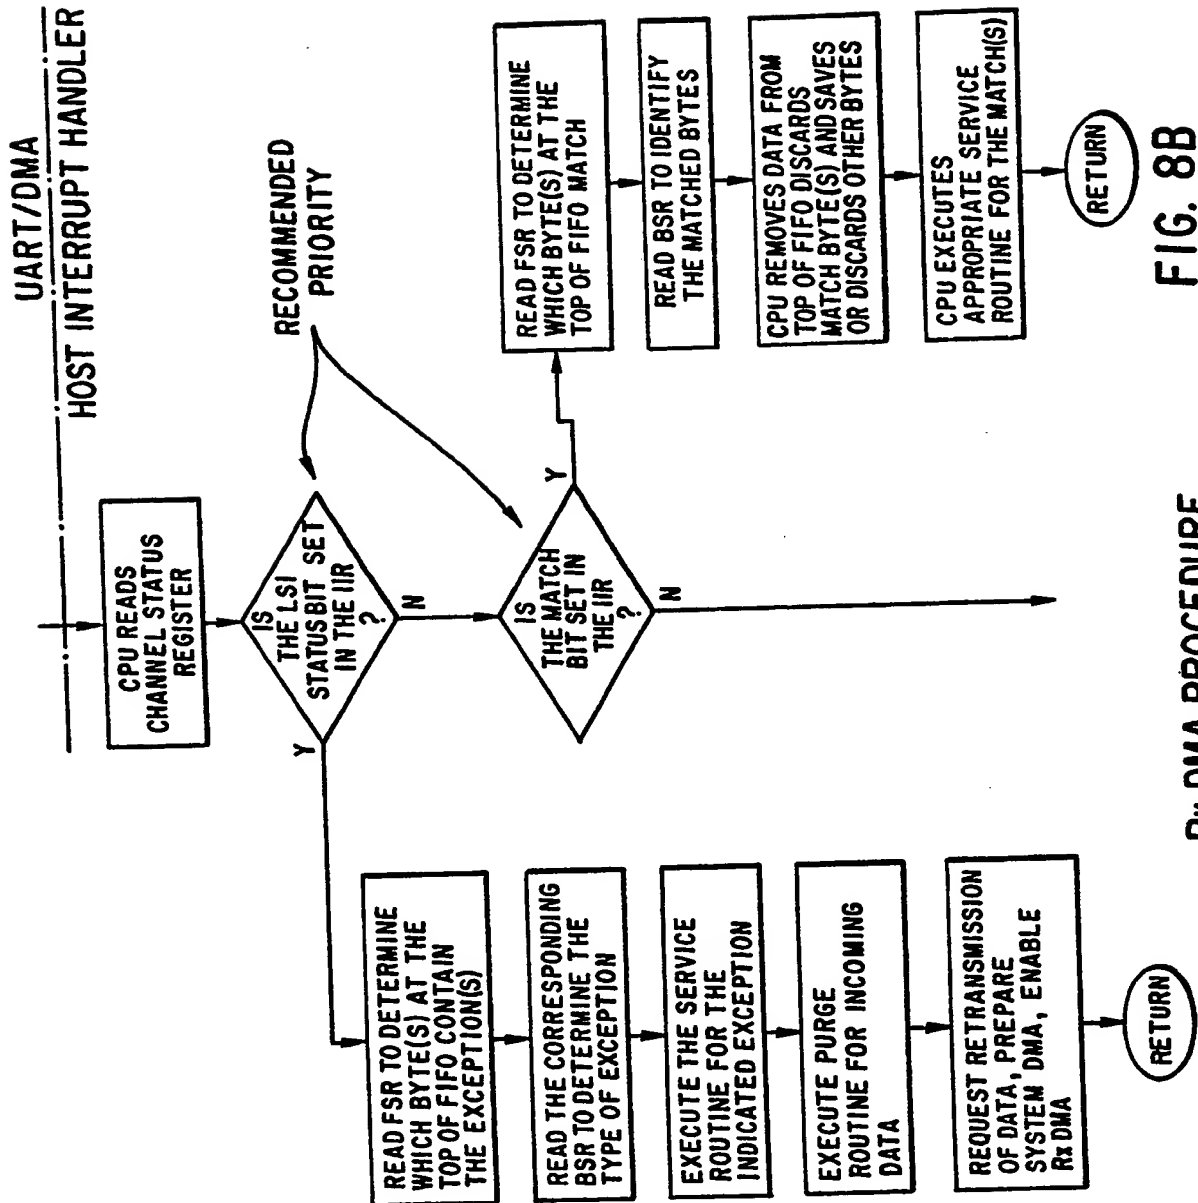 UART/DMA
HOST INTERRUPT HANDLER
CPU READS
CHANNEL STATUS
REGISTER
RECOMMENDED
PRIORITY
IS
THE LSI
STATUS BIT SET
IN THE IIR
?
Y
N
IS
THE MATCH
BIT SET IN
THE IIR
?
Y
N
READ FSR TO DETERMINE
WHICH BYTE(S) AT THE
TOP OF FIFO CONTAIN
THE EXCEPTION(S)
READ THE CORRESPONDING
BSR TO DETERMINE THE
TYPE OF EXCEPTION
EXECUTE THE SERVICE
ROUTINE FOR THE
INDICATED EXCEPTION
EXECUTE PURGE
ROUTINE FOR INCOMING
DATA
REQUEST RETRANSMISSION
OF DATA, PREPARE
SYSTEM DMA, ENABLE
Rx DMA
RETURN
READ FSR TO DETERMINE
WHICH BYTE(S) AT THE
TOP OF FIFO MATCH
READ BSR TO IDENTIFY
THE MATCHED BYTES
CPU REMOVES DATA FROM
TOP OF FIFO DISCARDS
MATCH BYTE(S) AND SAVES
OR DISCARDS OTHER BYTES
CPU EXECUTES
APPROPRIATE SERVICE
ROUTINE FOR THE MATCH(S)
RETURN
Rx DMA PROCEDURE
FIG. 8B